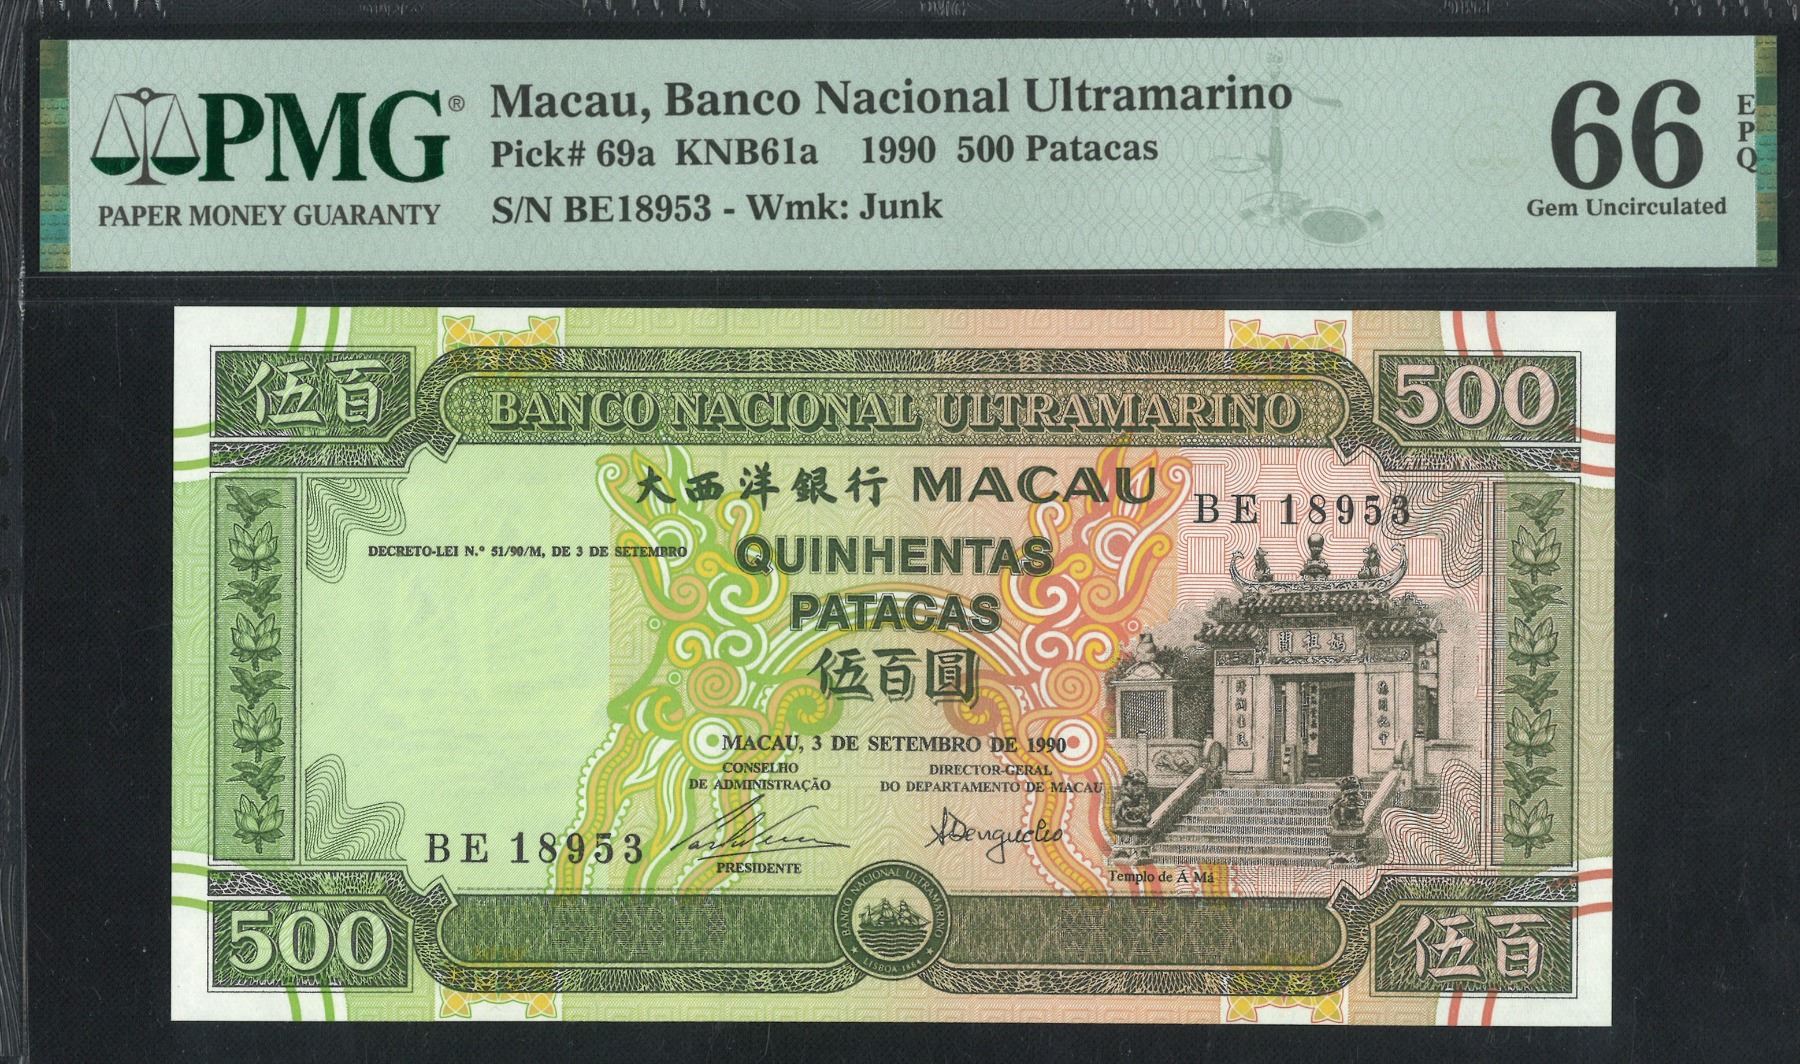 PMG®
PAPER MONEY GUARANTY
Macau, Banco Nacional Ultramarino
Pick# 69a KNB61a 1990 500 Patacas
S/N BE18953 - Wmk: Junk
66
EPQ
Gem Uncirculated
伍百
BANCO NACIONAL ULTRAMARINO
500
大西洋銀行 MACAU
BE 18953
DECRETO-LEI N.º 51/90/M, DE 3 DE SETEMBRO
QUINHENTAS
PATACAS
伍百圓
閣祖媽
MACAU, 3 DE SETEMBRO DE 1990
CONSELHO
DE ADMINISTRAÇÃO
DIRECTOR-GERAL
DO DEPARTAMENTO DE MACAU
BE 18953
PRESIDENTE
Templo de Á Má
500
BANCO NACIONAL ULTRAMARINO
LISBOA 1864
伍百